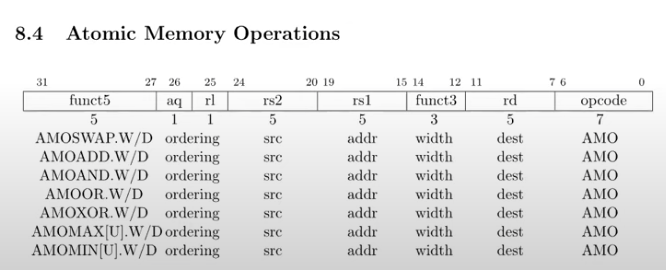 8.4 Atomic Memory Operations
31 27 26 25 24 20 19 15 14 12 11 7 6 0
funct5 aq rl rs2 rs1 funct3 rd opcode
5 1 1 5 5 3 5 7
AMOSWAP.W/D ordering src addr width dest AMO
AMOADD.W/D ordering src addr width dest AMO
AMOAND.W/D ordering src addr width dest AMO
AMOOR.W/D ordering src addr width dest AMO
AMOXOR.W/D ordering src addr width dest AMO
AMOMAX[U].W/D ordering src addr width dest AMO
AMOMIN[U].W/D ordering src addr width dest AMO